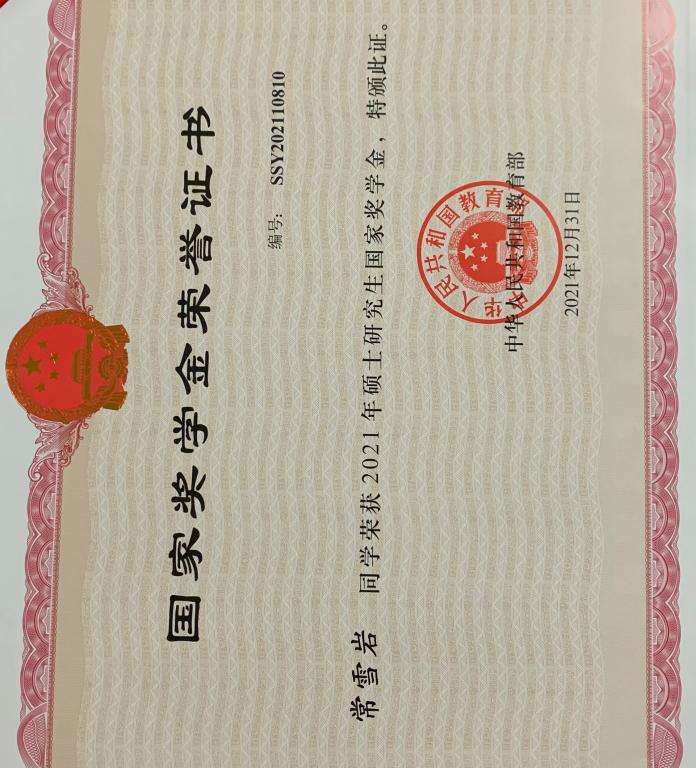 国家奖学金荣誉证书
编号： SSY202110810
常雪岩 同学荣获 2021 年硕士研究生国家奖学金，特颁此证。
中华人民共和国教育部
中华人民共和国教育部
2021年12月31日